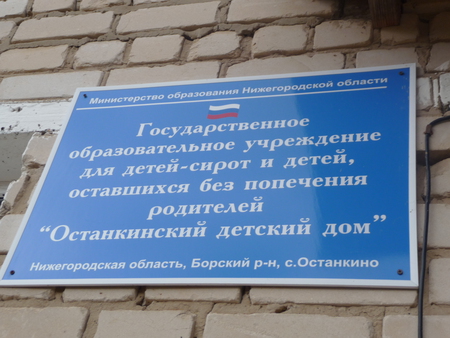 Министерство образования Нижегородской области
Государственное
образовательное учреждение
для детей-сирот и детей,
оставшихся без попечения
родителей
“Останкинский детский дом”
Нижегородская область, Борский р-н, с.Останкино